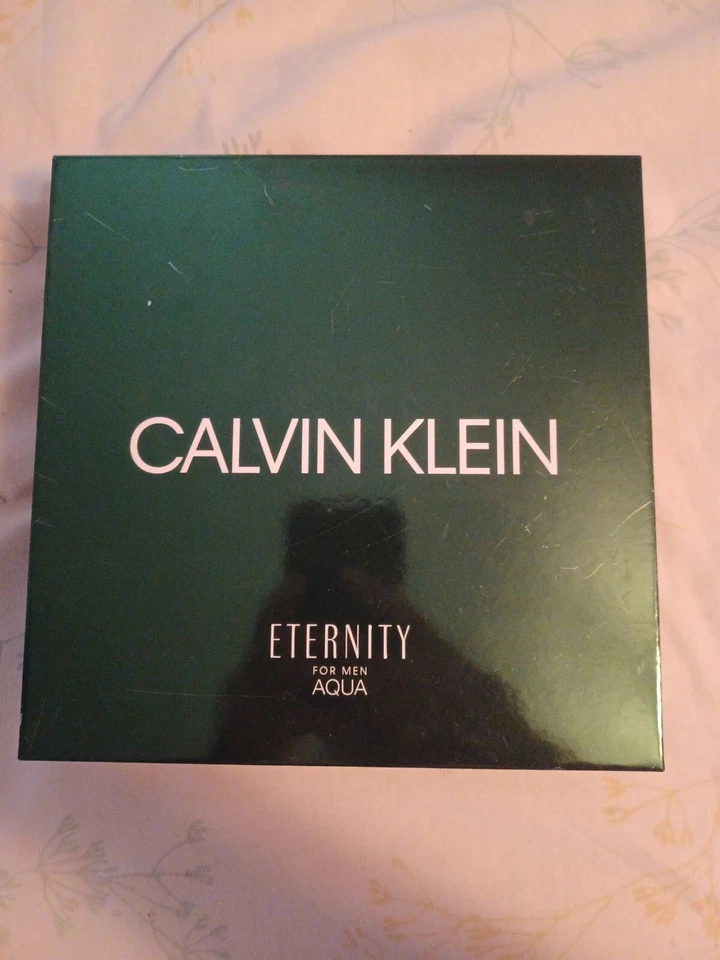 CALVIN KLEIN
ETERNITY
FOR MEN
AQUA